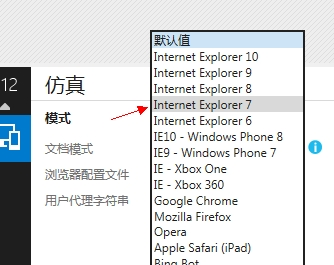 默认值
12
仿真
Internet Explorer 10
Internet Explorer 9
Internet Explorer 8
模式
Internet Explorer 7
Internet Explorer 6
文档模式
IE10 - Windows Phone 8
IE9 - Windows Phone 7
浏览器配置文件
IE - Xbox One
IE - Xbox 360
用户代理字符串
Google Chrome
Mozilla Firefox
Opera
Apple Safari (iPad)
Bing Bot